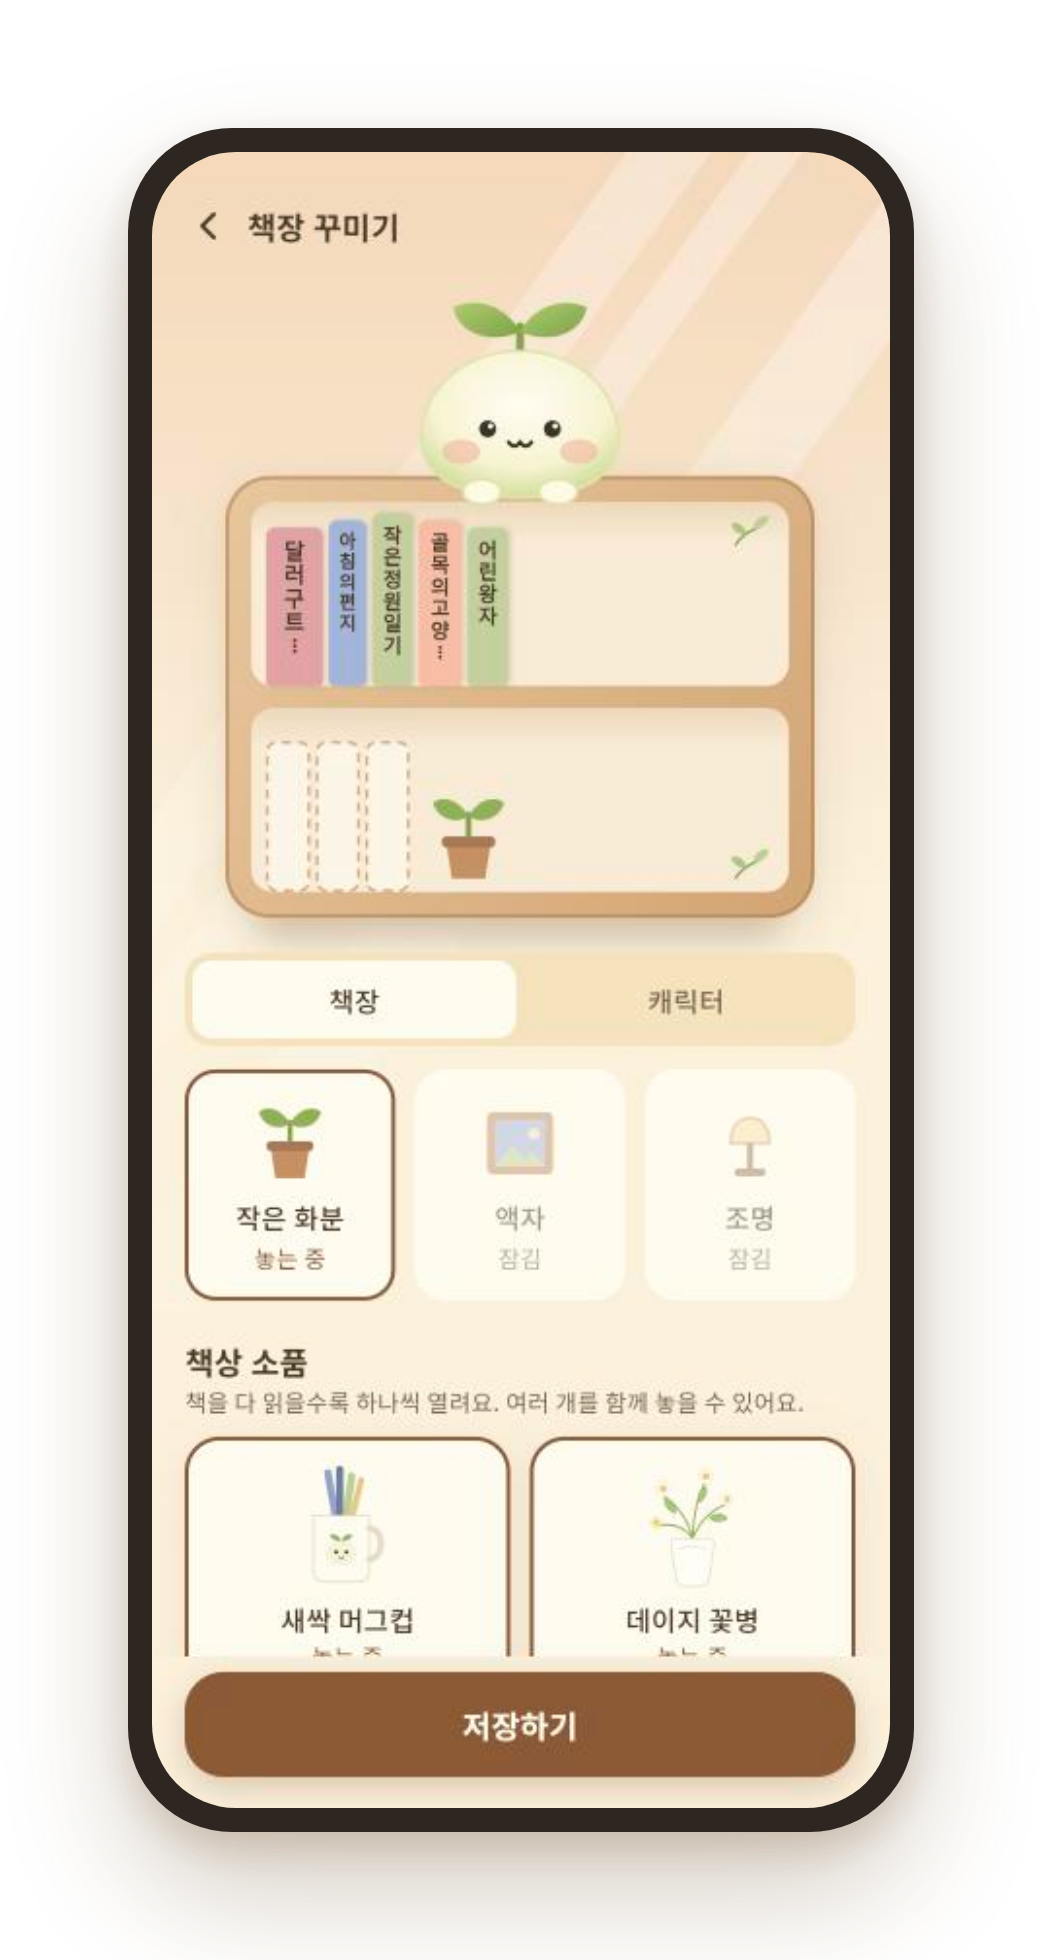 책장 꾸미기
달러구트…
아침의편지
작은정원일기
골목의고양…
어린왕자
책장
캐릭터
작은 화분
놓는 중
액자
잠김
조명
잠김
책상 소품
책을 다 읽을수록 하나씩 열려요. 여러 개를 함께 놓을 수 있어요.
새싹 머그컵
데이지 꽃병
저장하기